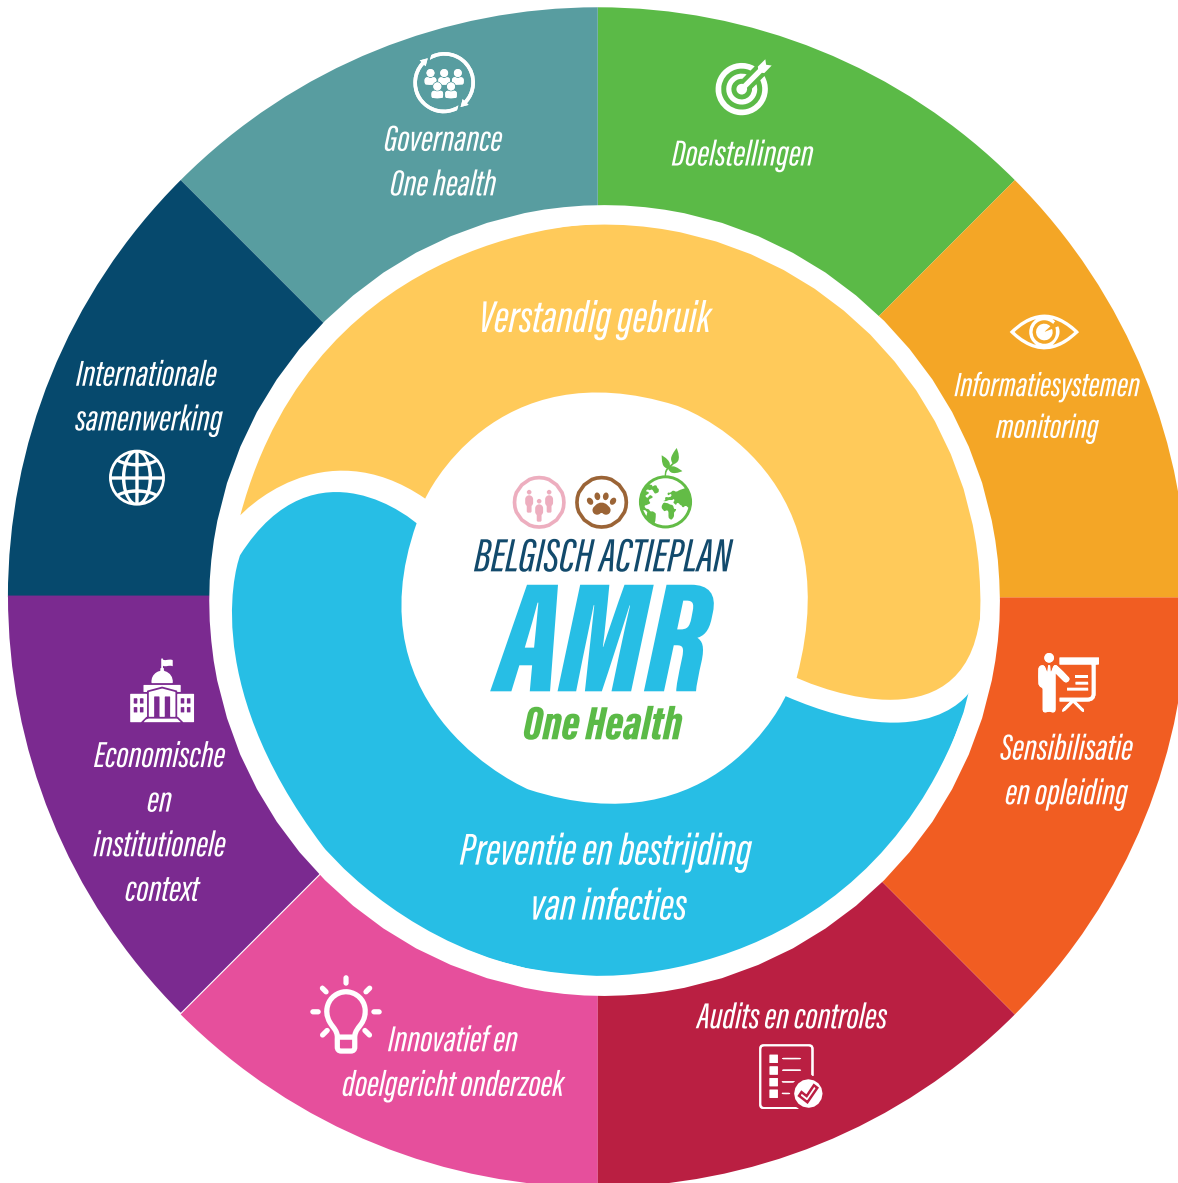 Governance
One health
Doelstellingen
Verstandig gebruik
Informatiesystemen
monitoring
Internationale
samenwerking
BELGISCH ACTIEPLAN
AMR
One Health
Sensibilisatie
en opleiding
Economische
en
institutionele
context
Preventie en bestrijding
van infecties
Audits en controles
Innovatief en
doelgericht onderzoek